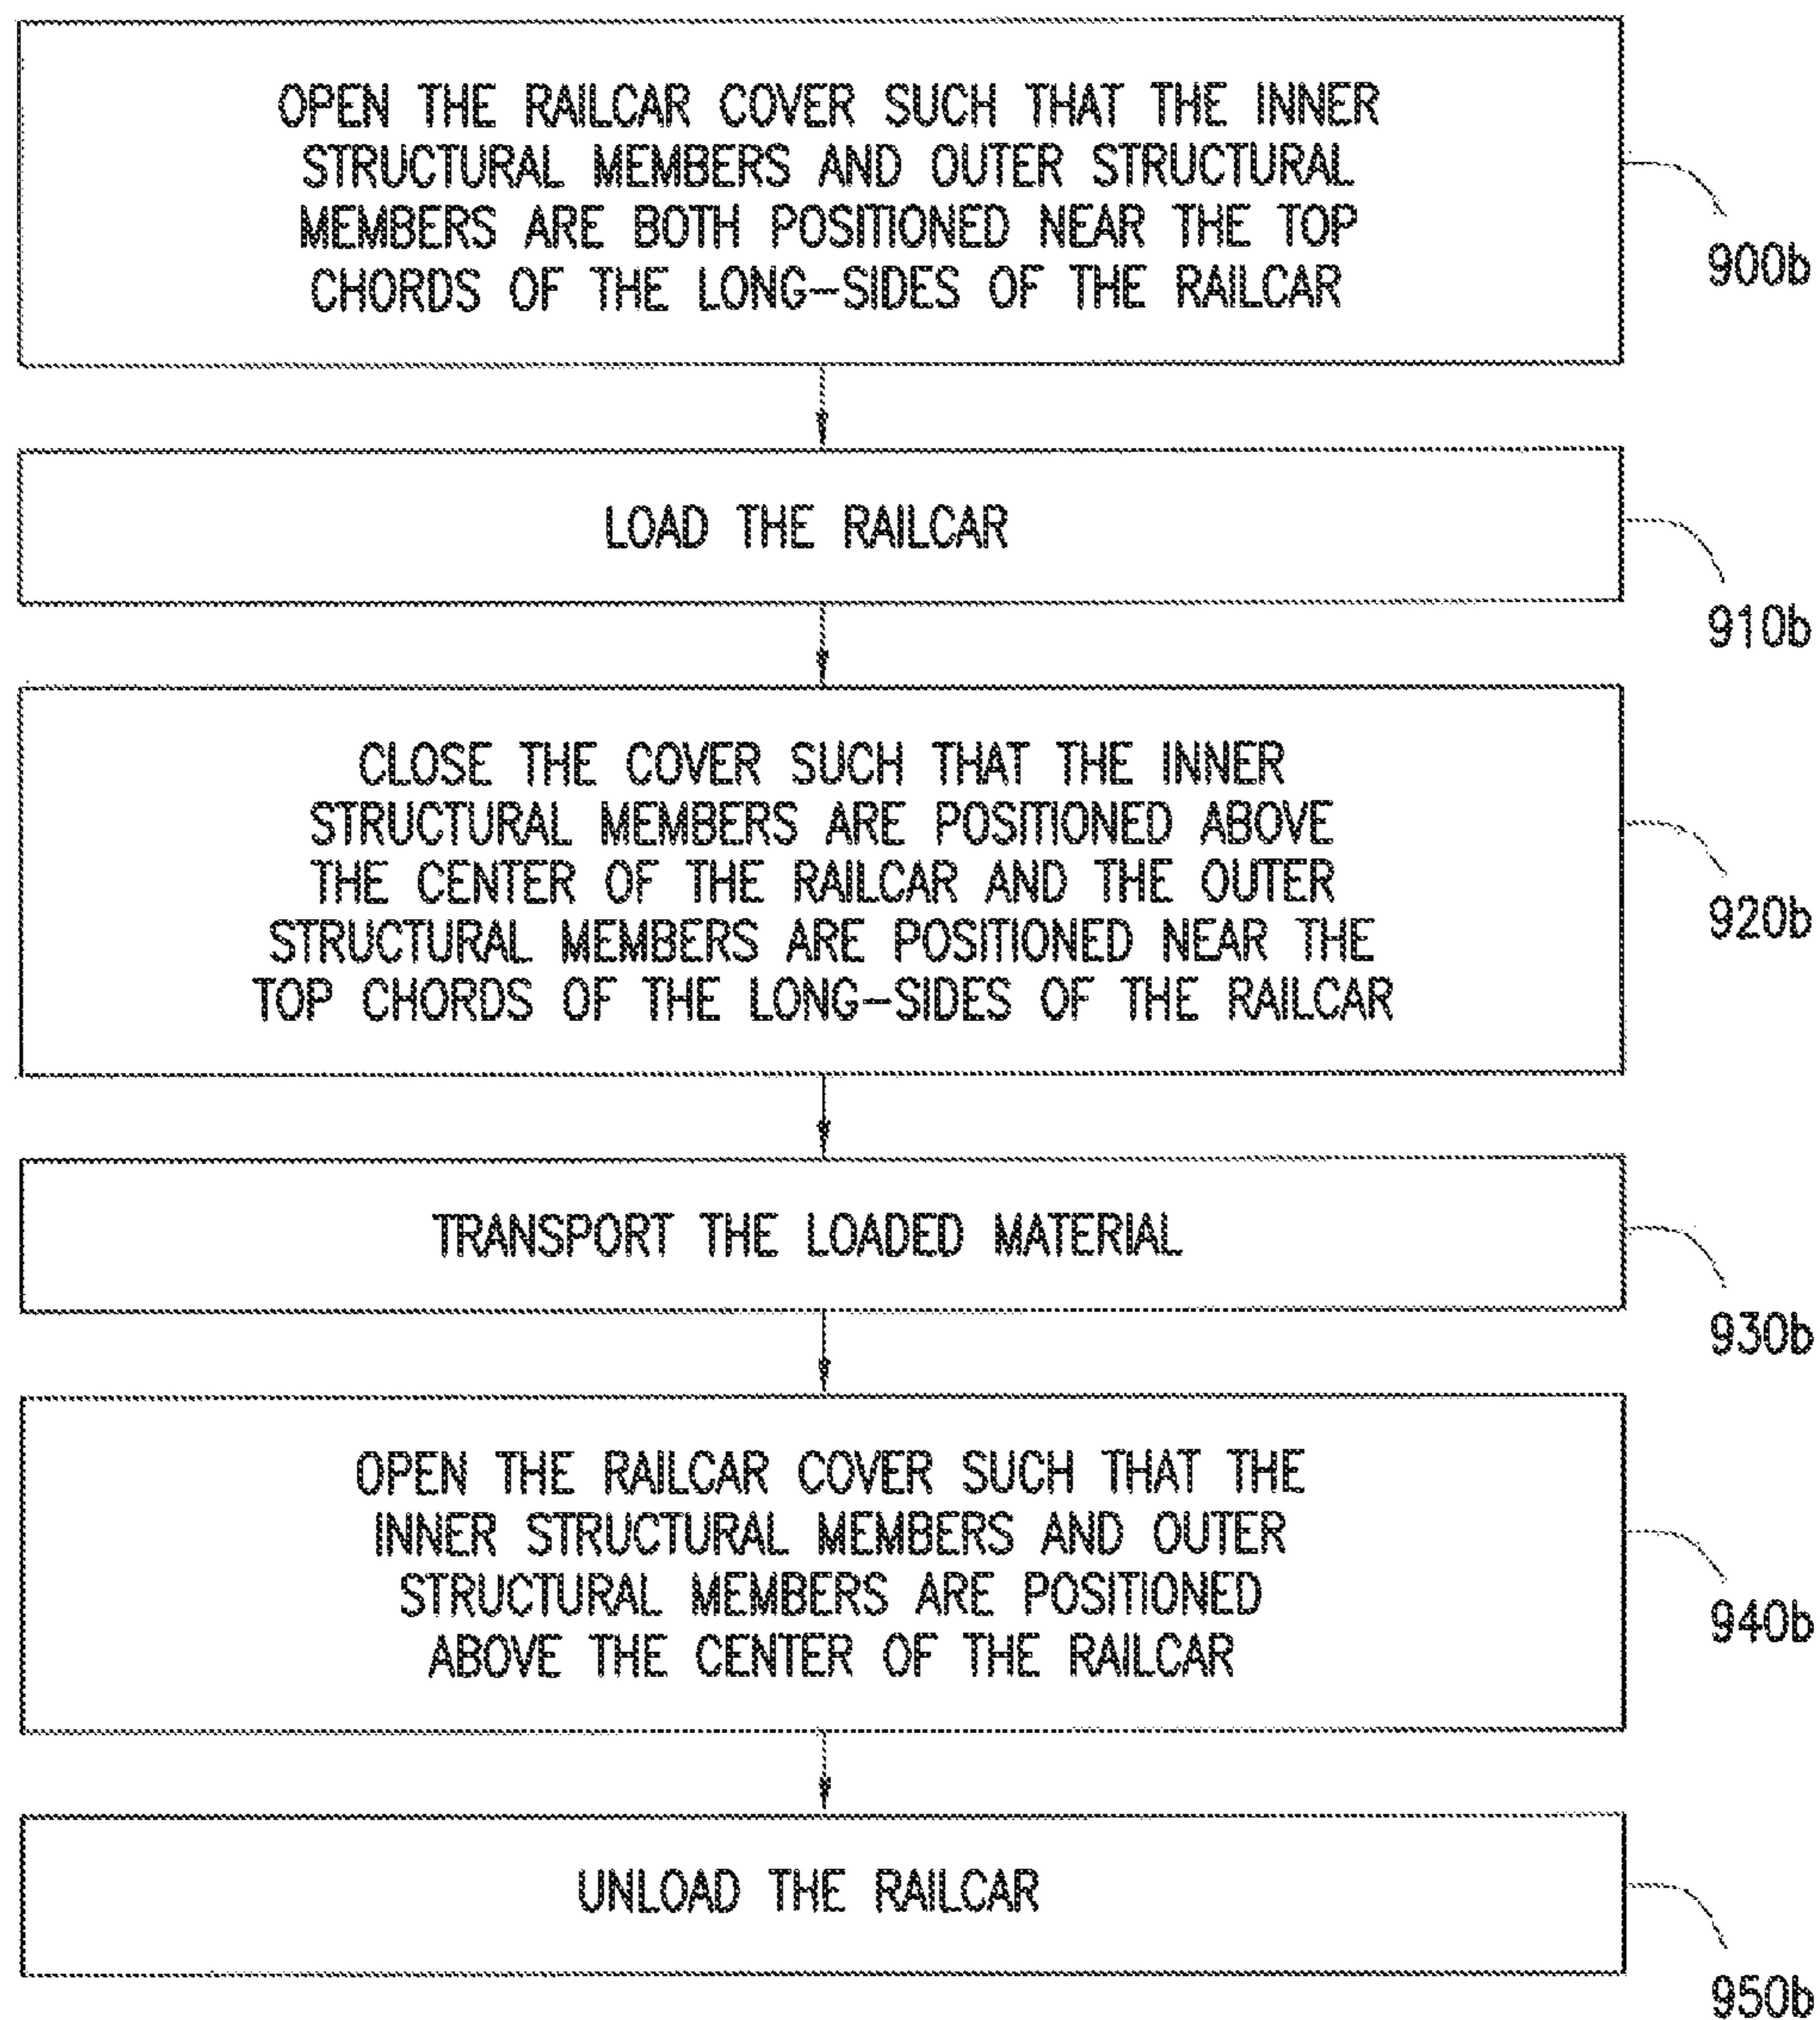 OPEN THE RAILCAR COVER SUCH THAT THE INNER
STRUCTURAL MEMBERS AND OUTER STRUCTURAL
MEMBERS ARE BOTH POSITIONED NEAR THE TOP
CHORDS OF THE LONG-SIDES OF THE RAILCAR
900b
LOAD THE RAILCAR
910b
CLOSE THE COVER SUCH THAT THE INNER
STRUCTURAL MEMBERS ARE POSITIONED ABOVE
THE CENTER OF THE RAILCAR AND THE OUTER
STRUCTURAL MEMBERS ARE POSITIONED NEAR THE
TOP CHORDS OF THE LONG-SIDES OF THE RAILCAR
920b
TRANSPORT THE LOADED MATERIAL
930b
OPEN THE RAILCAR COVER SUCH THAT THE
INNER STRUCTURAL MEMBERS AND OUTER
STRUCTURAL MEMBERS ARE POSITIONED
ABOVE THE CENTER OF THE RAILCAR
940b
UNLOAD THE RAILCAR
950b